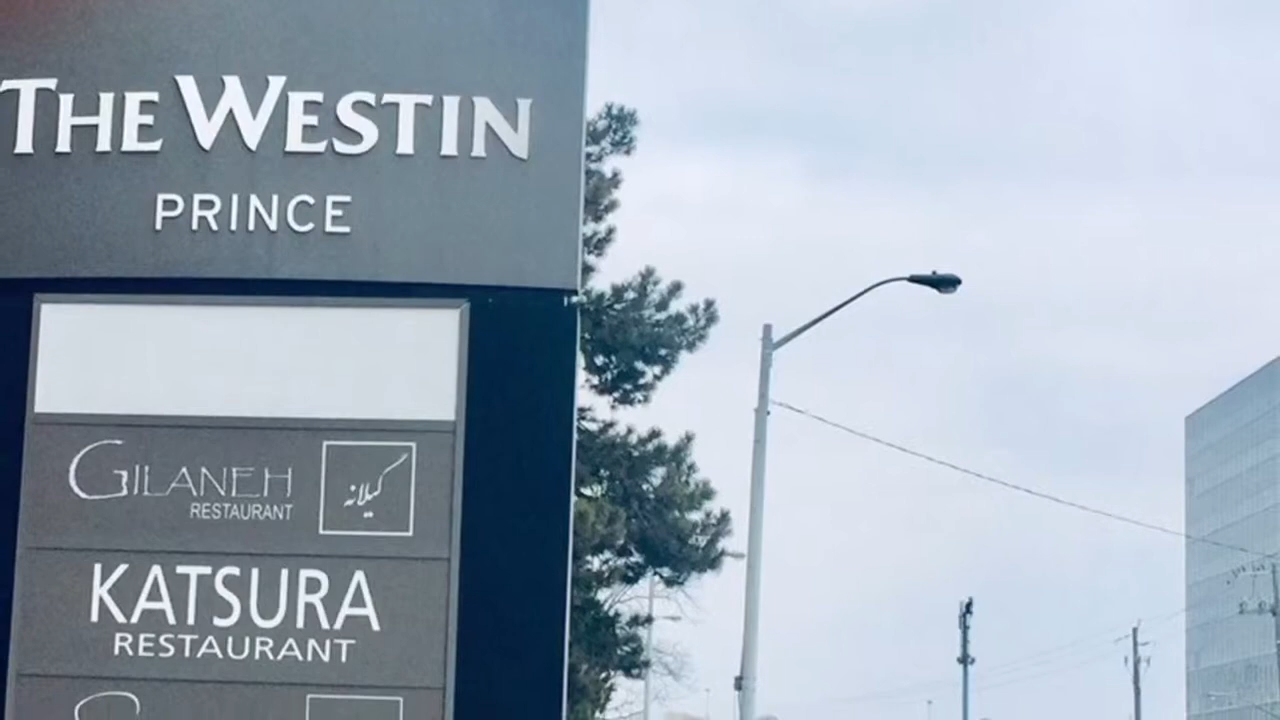 THE WESTIN
PRINCE
GILANEH
RESTAURANT
گیلانه
KATSURA
RESTAURANT